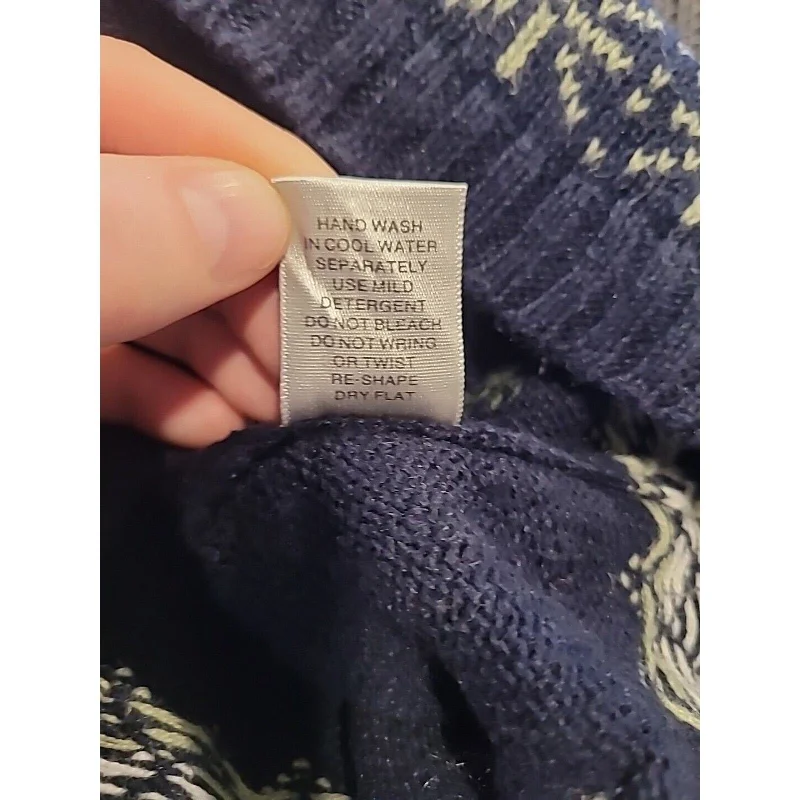 HAND WASH
IN COOL WATER
SEPARATELY
USE MILD
DETERGENT
DO NOT BLEACH
DO NOT WRING
OR TWIST
RE-SHAPE
DRY FLAT